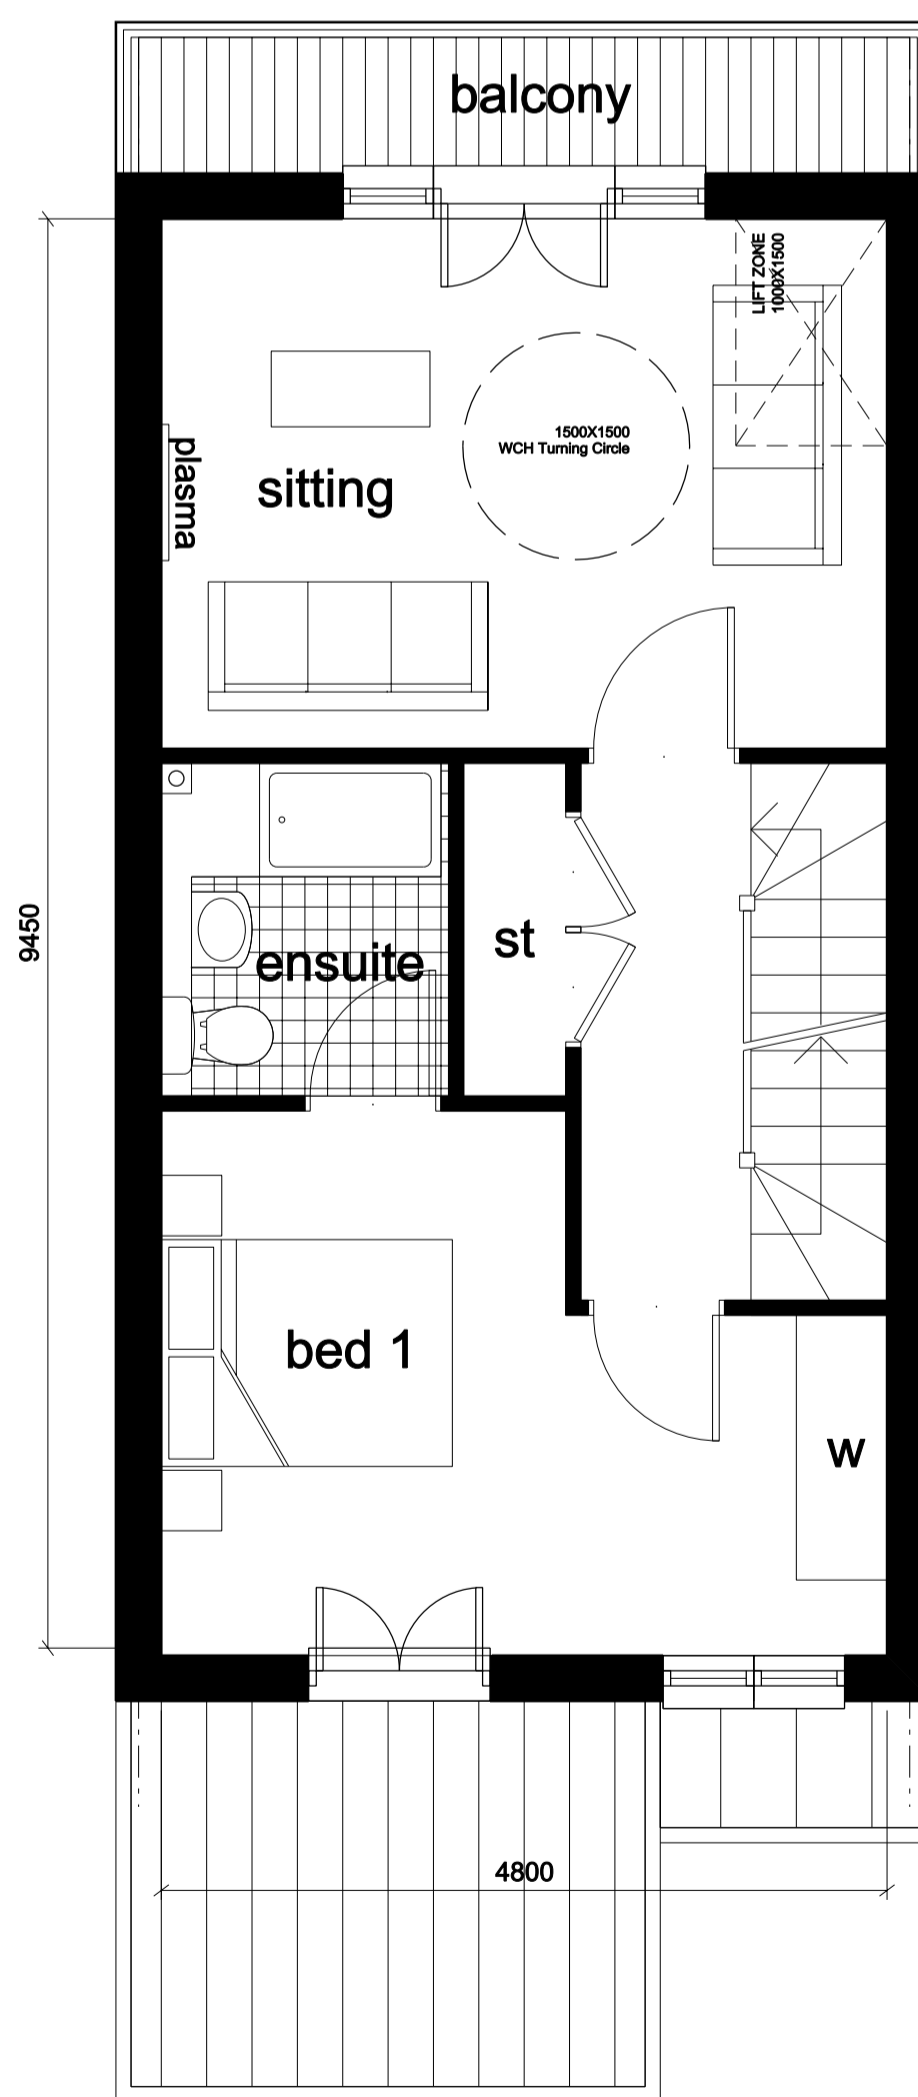 balcony
LIFT ZONE
1000X1500
1500X1500
WCH Turning Circle
plasma
sitting
9450
st
ensuite
bed 1
w
4800